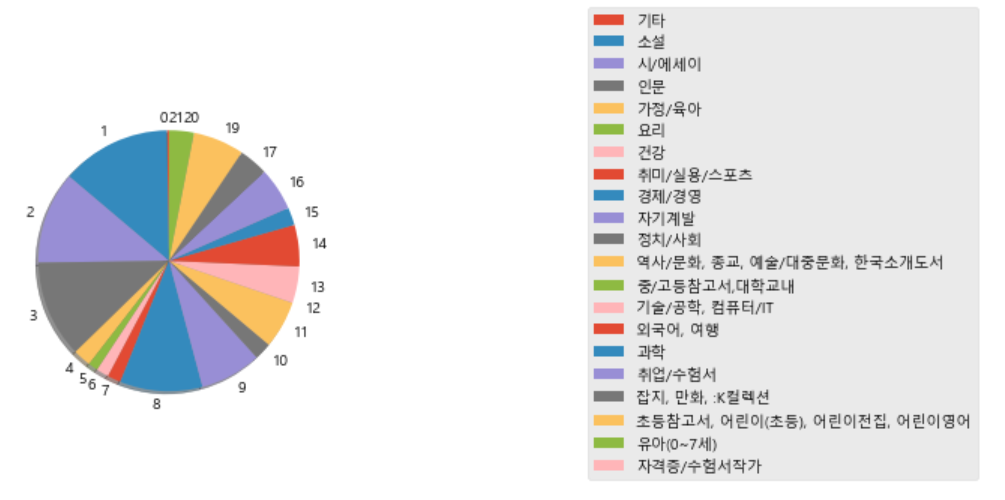 02120
19
17
16
15
14
13
12
11
10
9
8
7
6
5
4
3
2
1
기타
소설
시/에세이
인문
가정/육아
요리
건강
취미/실용/스포츠
경제/경영
자기계발
정치/사회
역사/문화, 종교, 예술/대중문화, 한국소개도서
중/고등참고서,대학교내
기술/공학, 컴퓨터/IT
외국어, 여행
과학
취업/수험서
잡지, 만화, :K컬렉션
초등참고서, 어린이(초등), 어린이전집, 어린이영어
유아(0~7세)
자격증/수험서작가